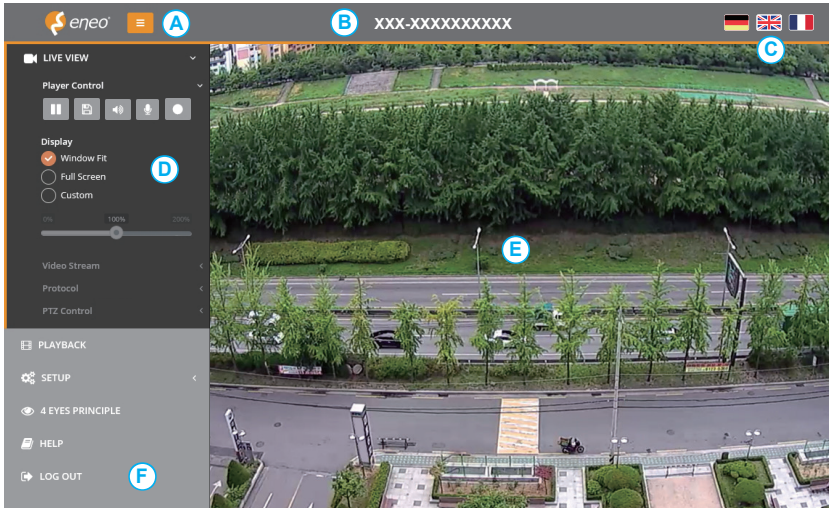 eneo
A
B
XXX-XXXXXXXXXX
C
LIVE VIEW
Player Control
Display
Window Fit
D
Full Screen
Custom
0% 100% 200%
E
Video Stream
Protocol
PTZ Control
PLAYBACK
SETUP
4 EYES PRINCIPLE
HELP
LOG OUT
F